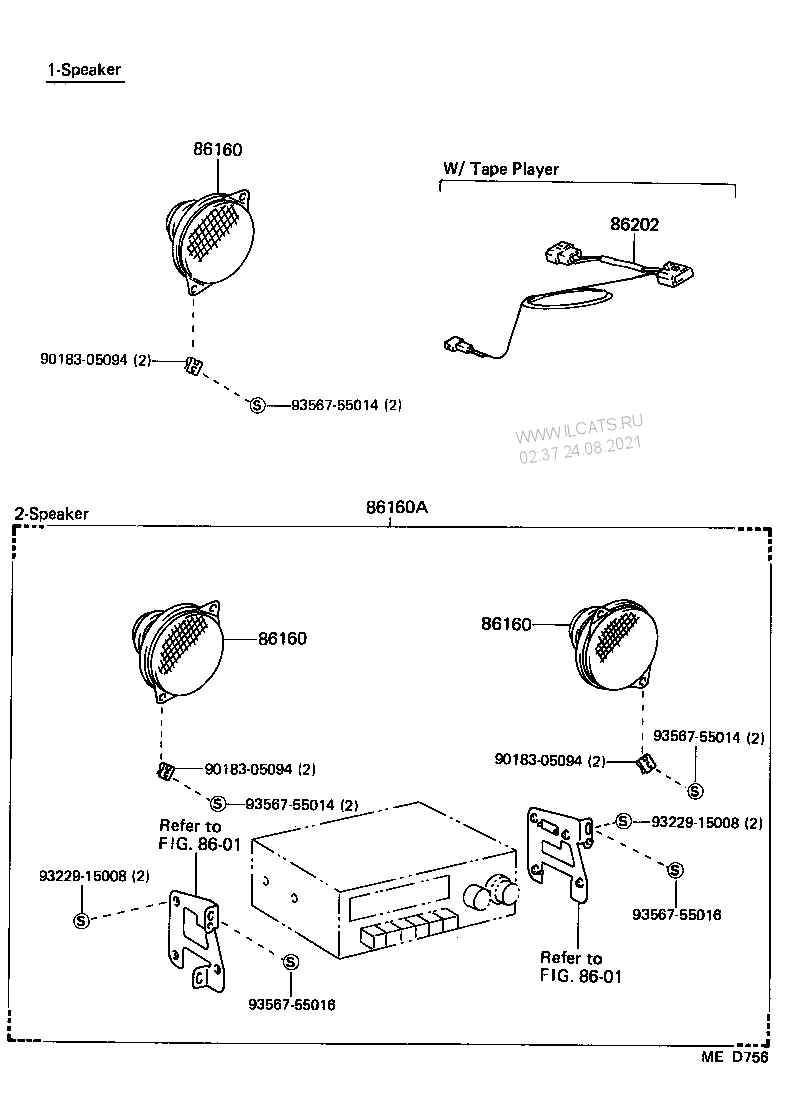 1-Speaker
86160
W/ Tape Player
86202
90183-05094 (2)
S
93567-55014 (2)
WWW.ILCATS.RU
02:37 24.08.2021
2-Speaker
86160A
86160
86160
93567-55014 (2)
90183-05094 (2)
90183-05094 (2)
S
S
93567-55014 (2)
S
93229-15008 (2)
Refer to
FIG. 86-01
93229-15008 (2)
S
S
93567-55016
Refer to
FIG. 86-01
S
93567-55016
ME D756